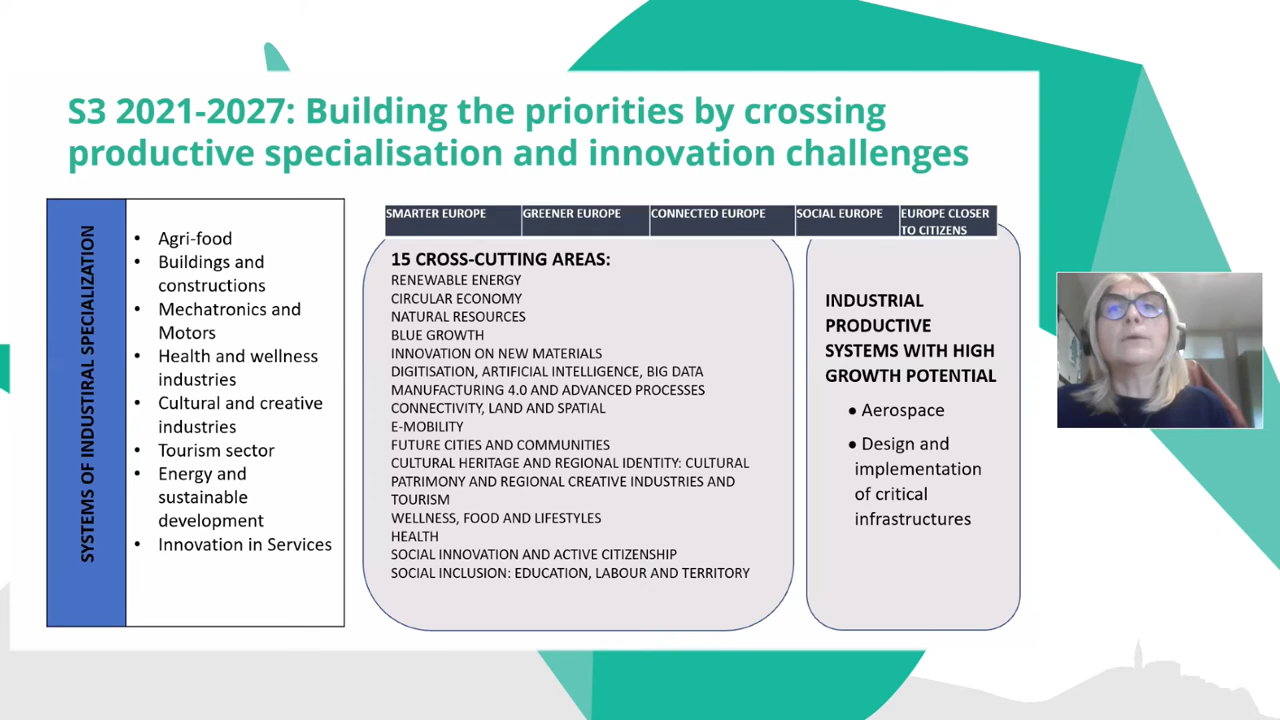 S3 2021-2027: Building the priorities by crossing
productive specialisation and innovation challenges
SYSTEMS OF INDUSTIRAL SPECIALIZATION
• Agri-food
• Buildings and
constructions
• Mechatronics and
Motors
• Health and wellness
industries
• Cultural and creative
industries
• Tourism sector
• Energy and
sustainable
development
• Innovation in Services
SMARTER EUROPE
GREENER EUROPE
CONNECTED EUROPE
SOCIAL EUROPE
EUROPE CLOSER
TO CITIZENS
15 CROSS-CUTTING AREAS:
RENEWABLE ENERGY
CIRCULAR ECONOMY
NATURAL RESOURCES
BLUE GROWTH
INNOVATION ON NEW MATERIALS
DIGITISATION, ARTIFICIAL INTELLIGENCE, BIG DATA
MANUFACTURING 4.0 AND ADVANCED PROCESSES
CONNECTIVITY, LAND AND SPATIAL
E-MOBILITY
FUTURE CITIES AND COMMUNITIES
CULTURAL HERITAGE AND REGIONAL IDENTITY: CULTURAL
PATRIMONY AND REGIONAL CREATIVE INDUSTRIES AND
TOURISM
WELLNESS, FOOD AND LIFESTYLES
HEALTH
SOCIAL INNOVATION AND ACTIVE CITIZENSHIP
SOCIAL INCLUSION: EDUCATION, LABOUR AND TERRITORY
INDUSTRIAL
PRODUCTIVE
SYSTEMS WITH HIGH
GROWTH POTENTIAL
• Aerospace
• Design and
implementation
of critical
infrastructures